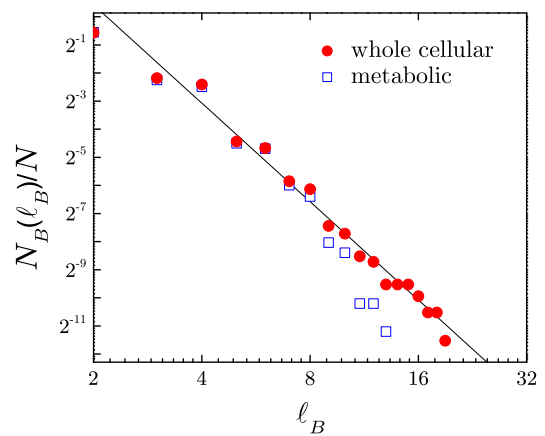 whole cellular
metabolic
2^-1
2^-3
2^-5
2^-7
2^-9
2^-11
N_B(ℓ_B)/N
2 4 8 16 32
ℓ_B